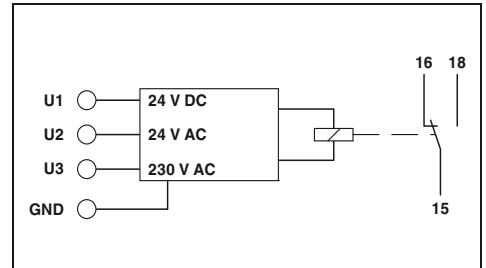 16 18
U1 24 V DC
U2 24 V AC
U3 230 V AC
GND
15